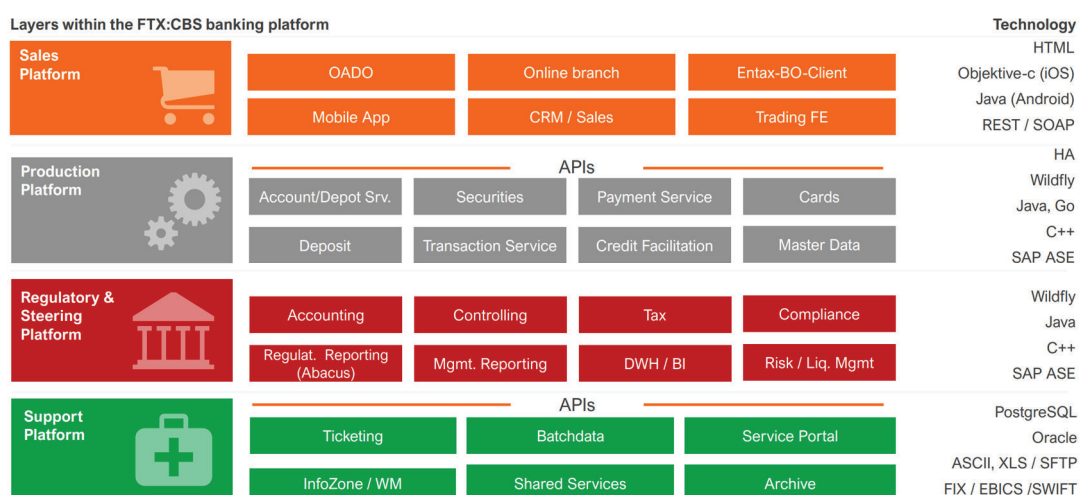 Layers within the FTX:CBS banking platform
Technology
Sales
Platform
OADO
Online branch
Entax-BO-Client
Mobile App
CRM / Sales
Trading FE
HTML
Objektive-c (iOS)
Java (Android)
REST / SOAP
Production
Platform
APIs
Account/Depot Srv.
Securities
Payment Service
Cards
Deposit
Transaction Service
Credit Facilitation
Master Data
HA
Wildfly
Java, Go
C++
SAP ASE
Regulatory &
Steering
Platform
Accounting
Controlling
Tax
Compliance
Regulat. Reporting
(Abacus)
Mgmt. Reporting
DWH / BI
Risk / Liq. Mgmt
Wildfly
Java
C++
SAP ASE
Support
Platform
APIs
Ticketing
Batchdata
Service Portal
InfoZone / WM
Shared Services
Archive
PostgreSQL
Oracle
ASCII, XLS / SFTP
FIX / EBICS /SWIFT